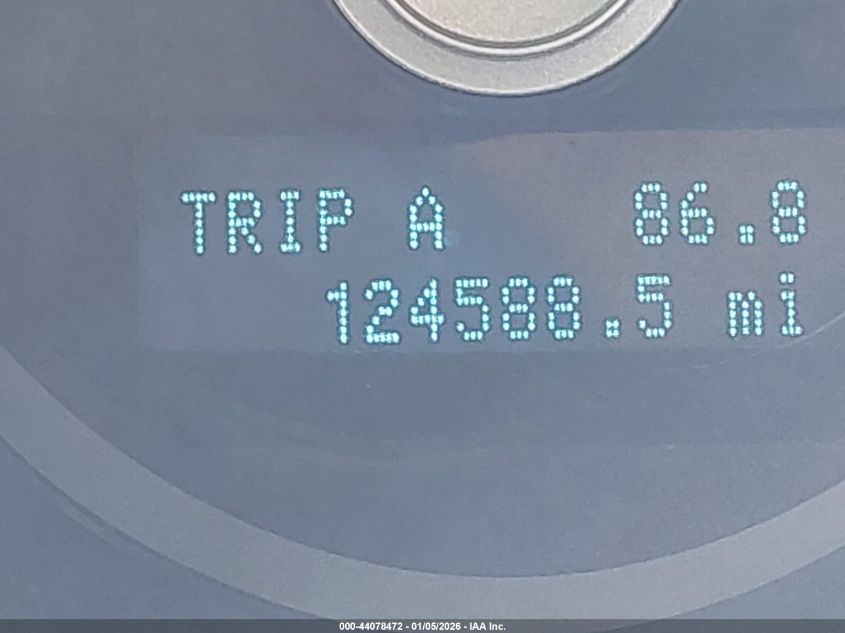 TRIP A 86.8
124588.5 mi
000-44078472 - 01/05/2026 - IAA Inc.